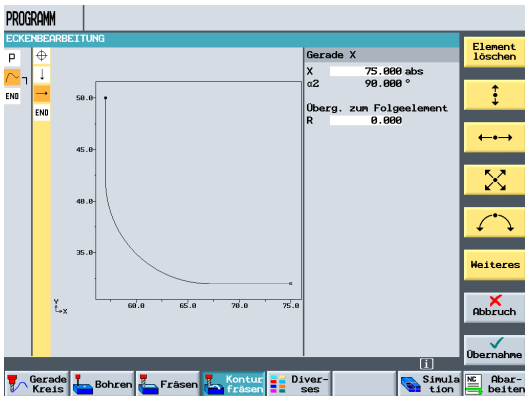 PROGRAMM
ECKENBEARBEITUNG
P
END
END
Gerade X
X 75.000 abs
α2 90.000 °
Überg. zum Folgeelement
R 0.000
50.0
45.0
40.0
35.0
60.0 65.0 70.0 75.0
Y
X
Element löschen
Weiteres
Abbruch
Übernahme
i
Gerade Kreis
Bohren
Fräsen
Kontur fräsen
Diver- ses
Simula tion
NC Abar- beiten